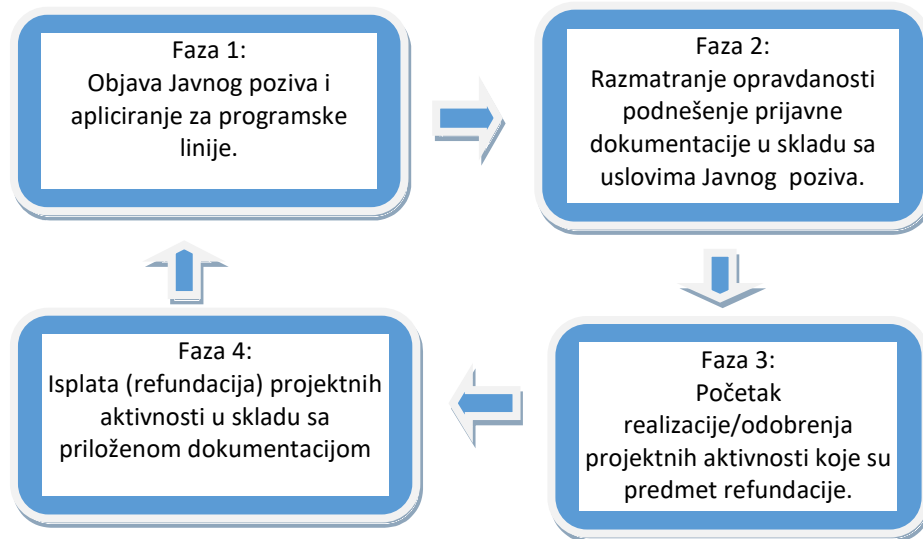 Faza 1:
Objava Javnog poziva i
apliciranje za programske
linije.
Faza 2:
Razmatranje opravdanosti
podnešenje prijavne
dokumentacije u skladu sa
uslovima Javnog poziva.
Faza 3:
Početak
realizacije/odobrenja
projektnih aktivnosti koje su
predmet refundacije.
Faza 4:
Isplata (refundacija) projektnih
aktivnosti u skladu sa
priloženom dokumentacijom